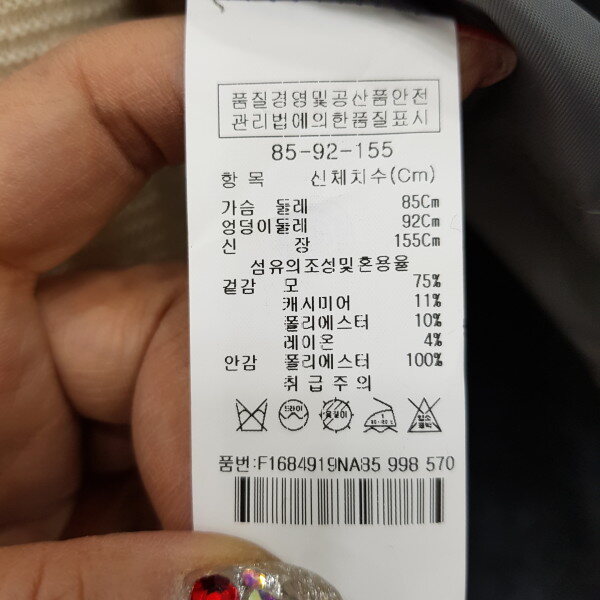 품질경영및공산품안전
관리법에의한품질표시
85-92-155
항 목 신체치수(Cm)
가슴 둘레 85Cm
엉덩이둘레 92Cm
신 장 155Cm
섬유의조성및혼용율
겉감 모 75%
캐시미어 11%
폴리에스터 10%
레이온 4%
안감 폴리에스터 100%
취급주의
드라이
품번:F1684919NA85 998 570